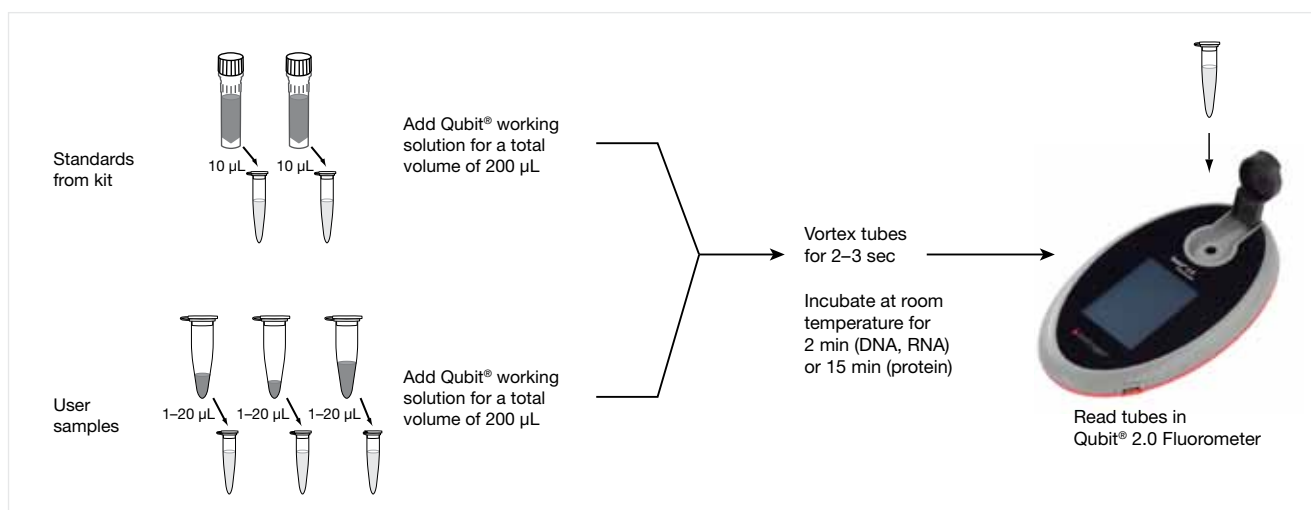 Standards
from kit
10 µL
10 µL
Add Qubit® working
solution for a total
volume of 200 µL
User
samples
1–20 µL
1–20 µL
1–20 µL
Add Qubit® working
solution for a total
volume of 200 µL
Vortex tubes
for 2–3 sec
Incubate at room
temperature for
2 min (DNA, RNA)
or 15 min (protein)
Read tubes in
Qubit® 2.0 Fluorometer